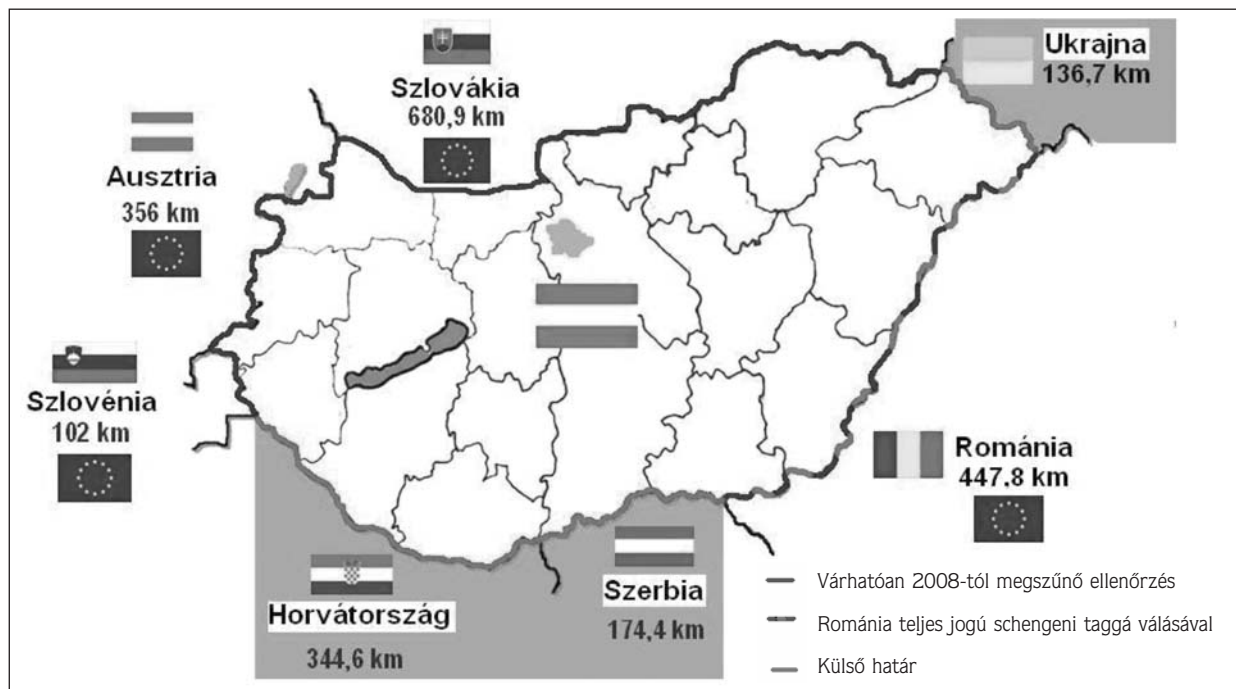 Szlovákia
680,9 km
Ukrajna
136,7 km
Ausztria
356 km
Szlovénia
102 km
Románia
447,8 km
Horvátország
344,6 km
Szerbia
174,4 km
Várhatóan 2008-tól megszűnő ellenőrzés
Románia teljes jogú schengeni taggá válásával
Külső határ